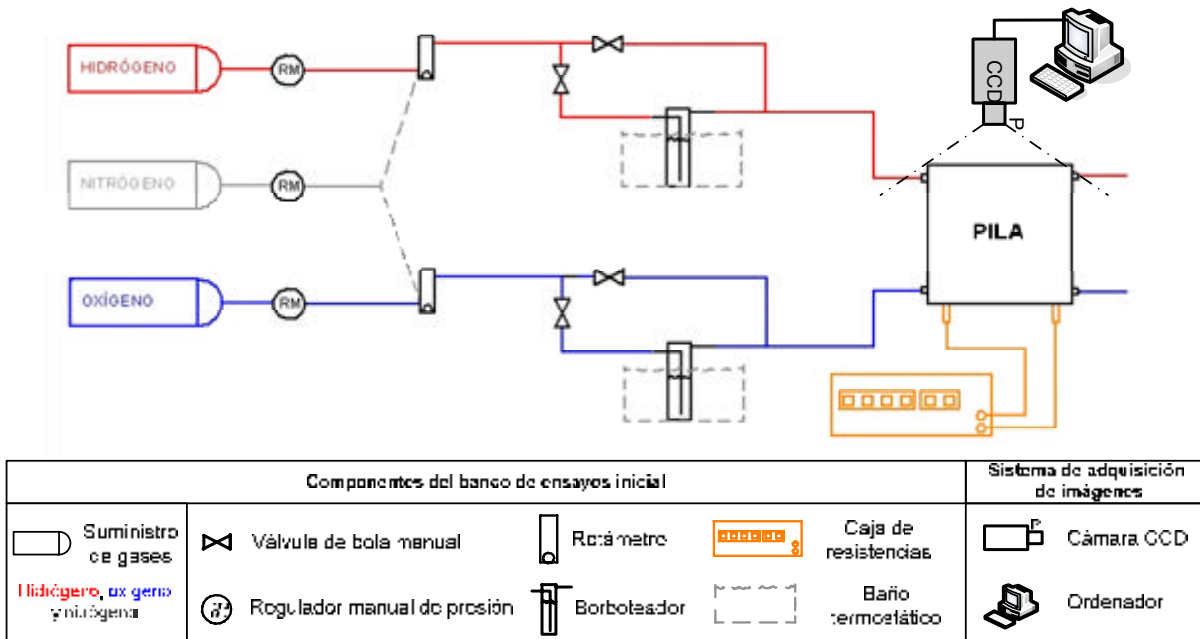 HIDRÓGENO
RM
CCD
P
NITRÓGENO
RM
PILA
OXÍGENO
RM
Componentes del banco de ensayos inicial
Sistema de adquisición
de imágenes
Suministro
de gases
Hidrógeno, oxígeno
y nitrógeno
Válvula de bola manual
Regulador manual de presión
Rotámetro
Borboteador
Caja de
resistencias
Baño
termostático
P
Cámara CCD
Ordenador